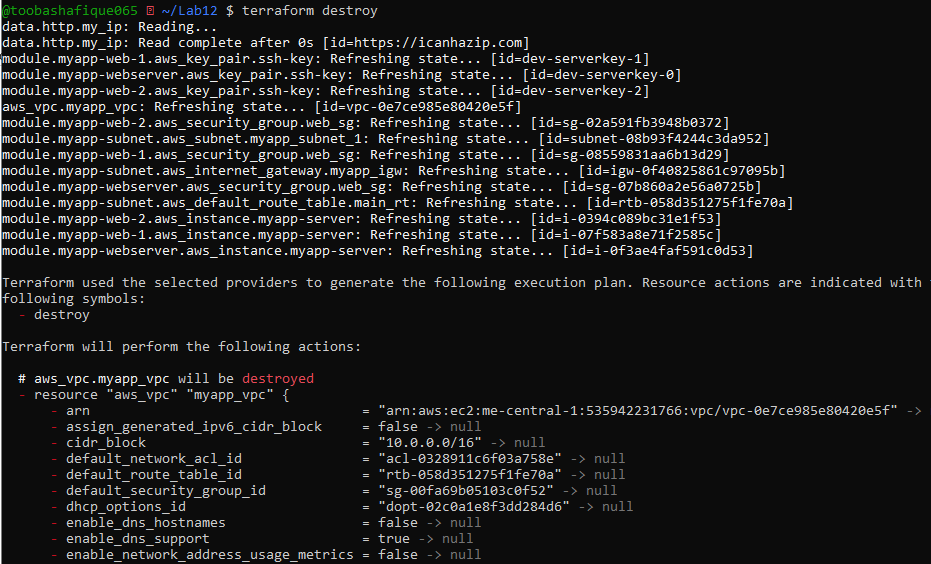 @toobashafique065 ~/Lab12 $ terraform destroy
data.http.my_ip: Reading...
data.http.my_ip: Read complete after 0s [id=https://icanhazip.com]
module.myapp-web-1.aws_key_pair.ssh-key: Refreshing state... [id=dev-serverkey-1]
module.myapp-webserver.aws_key_pair.ssh-key: Refreshing state... [id=dev-serverkey-0]
module.myapp-web-2.aws_key_pair.ssh-key: Refreshing state... [id=dev-serverkey-2]
aws_vpc.myapp_vpc: Refreshing state... [id=vpc-0e7ce985e80420e5f]
module.myapp-web-2.aws_security_group.web_sg: Refreshing state... [id=sg-02a591fb3948b0372]
module.myapp-subnet.aws_subnet.myapp_subnet_1: Refreshing state... [id=subnet-08b93f4244c3da952]
module.myapp-web-1.aws_security_group.web_sg: Refreshing state... [id=sg-08559831aa6b13d29]
module.myapp-subnet.aws_internet_gateway.myapp_igw: Refreshing state... [id=igw-0f40825861c97095b]
module.myapp-webserver.aws_security_group.web_sg: Refreshing state... [id=sg-07b860a2e56a0725b]
module.myapp-subnet.aws_default_route_table.main_rt: Refreshing state... [id=rtb-058d351275f1fe70a]
module.myapp-web-2.aws_instance.myapp-server: Refreshing state... [id=i-0394c089bc31e1f53]
module.myapp-web-1.aws_instance.myapp-server: Refreshing state... [id=i-07f583a8e71f2585c]
module.myapp-webserver.aws_instance.myapp-server: Refreshing state... [id=i-0f3ae4faf591c0d53]
Terraform used the selected providers to generate the following execution plan. Resource actions are indicated with
following symbols:
- destroy
Terraform will perform the following actions:
# aws_vpc.myapp_vpc will be destroyed
- resource "aws_vpc" "myapp_vpc" {
- arn = "arn:aws:ec2:me-central-1:535942231766:vpc/vpc-0e7ce985e80420e5f" ->
- assign_generated_ipv6_cidr_block = false -> null
- cidr_block = "10.0.0.0/16" -> null
- default_network_acl_id = "acl-0328911c6f03a758e" -> null
- default_route_table_id = "rtb-058d351275f1fe70a" -> null
- default_security_group_id = "sg-00fa69b05103c0f52" -> null
- dhcp_options_id = "dopt-02c0a1e8f3dd284d6" -> null
- enable_dns_hostnames = false -> null
- enable_dns_support = true -> null
- enable_network_address_usage_metrics = false -> null